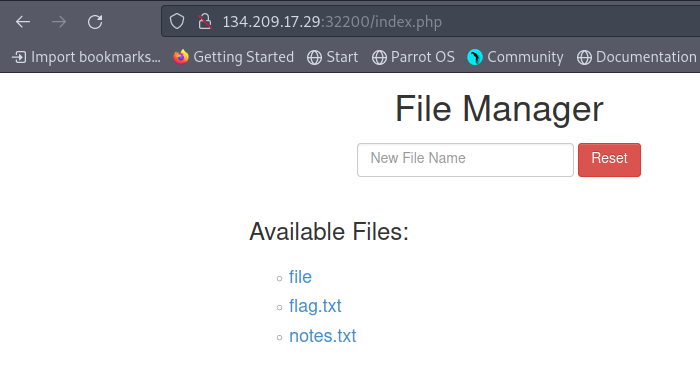 134.209.17.29:32200/index.php
Import bookmarks... Getting Started Start Parrot OS Community Documentation
File Manager
New File Name Reset
Available Files:
file
flag.txt
notes.txt